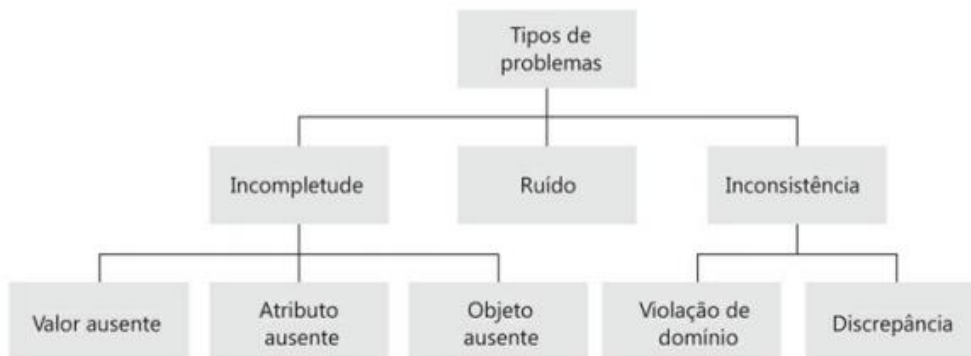 Tipos de
problemas
Incompletude
Ruído
Inconsistência
Valor ausente
Atributo
ausente
Objeto
ausente
Violação de
domínio
Discrepância